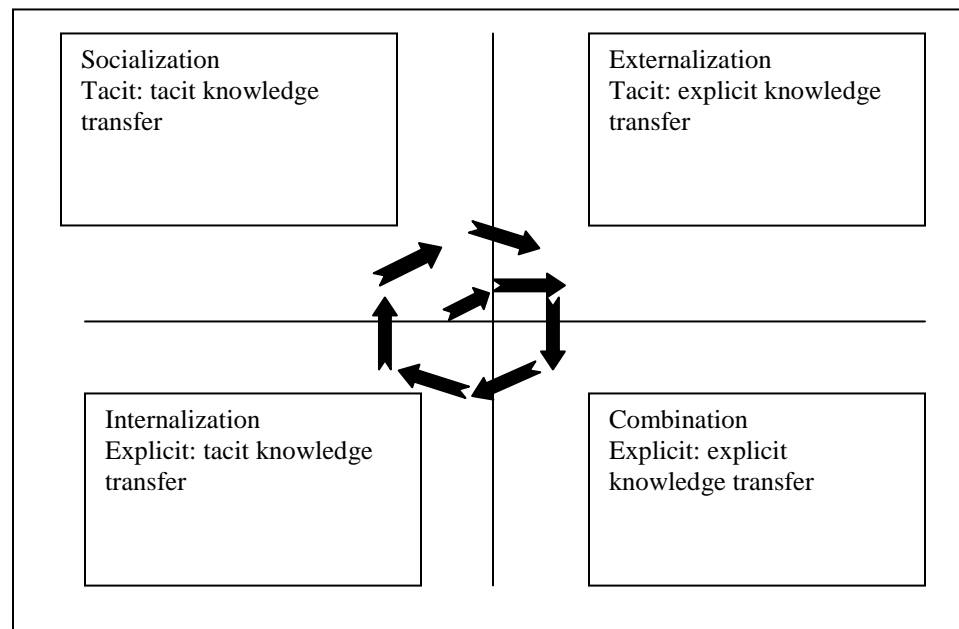 Socialization
Tacit: tacit knowledge
transfer
Externalization
Tacit: explicit knowledge
transfer
Internalization
Explicit: tacit knowledge
transfer
Combination
Explicit: explicit
knowledge transfer